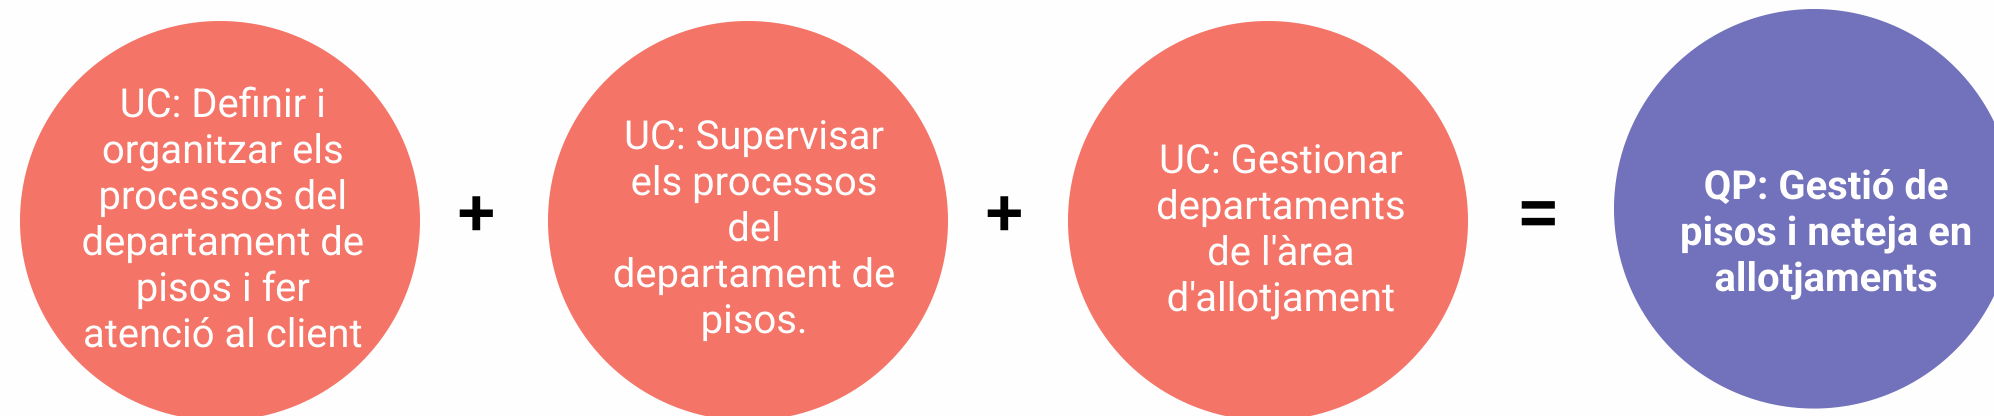 UC: Definir i
organitzar els
processos del
departament de
pisos i fer
atenció al client
+
UC: Supervisar
els processos
del
departament de
pisos.
+
UC: Gestionar
departaments
de l'àrea
d'allotjament
=
QP: Gestió de
pisos i neteja en
allotjaments